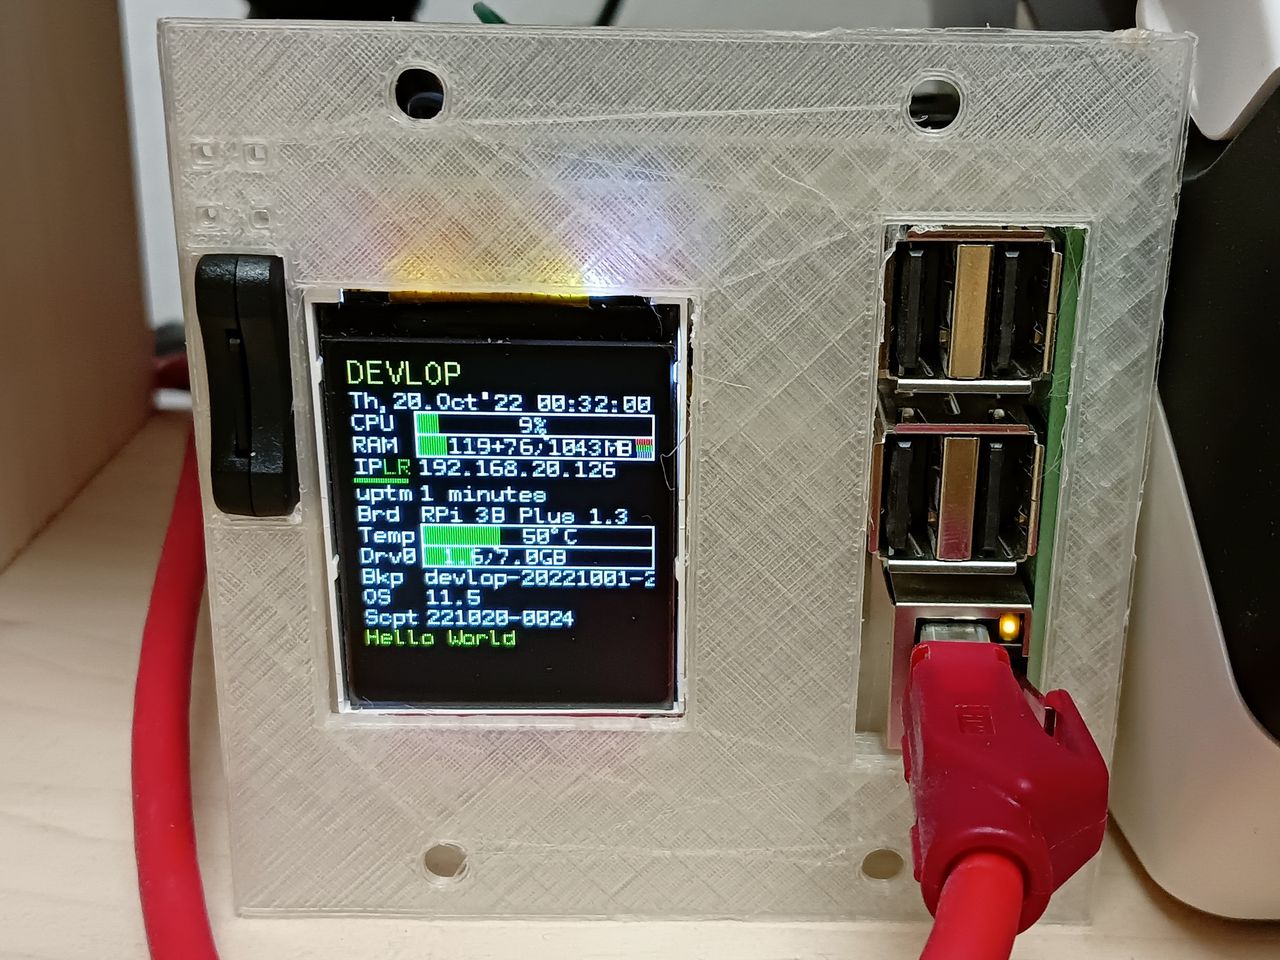 DEVLOP
Th,20.Oct'22 00:32:00
CPU 9%
RAM 119+76/1043MB
IPLR 192.168.20.126
uptm 1 minutes
Brd RPi 3B Plus 1.3
Temp 50°C
Drv0 1.6/7.0GB
Bkp devlop-20221001-2
OS 11.5
Scpt 221020-0024
Hello World